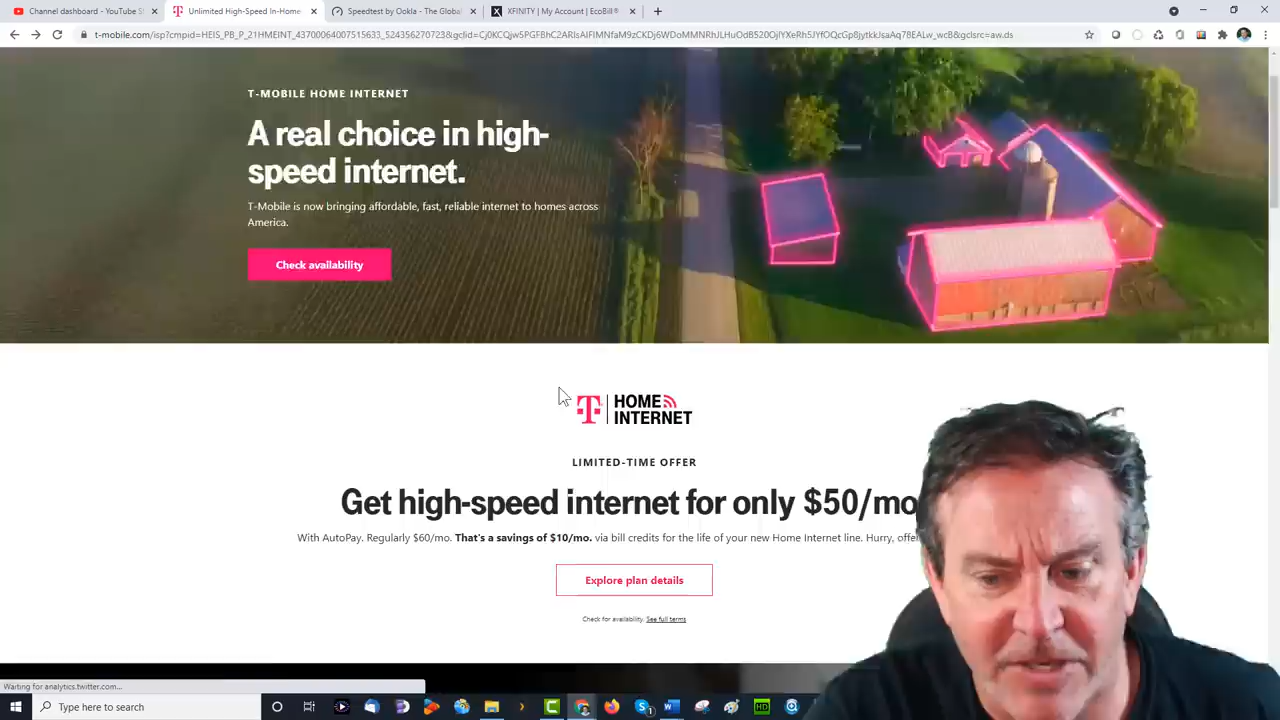 Channel dashboard - YouTube S
Unlimited High-Speed In-Home
Speedtest by Ookla - The Global
XFINITY | My Account | EcoBill®
T-MOBILE HOME INTERNET
A real choice in high-
speed internet.
T-Mobile is now bringing affordable, fast, reliable internet to homes across
America.
Check availability
T HOME
INTERNET
LIMITED-TIME OFFER
Get high-speed internet for only $50/mo
With AutoPay. Regularly $60/mo. That's a savings of $10/mo. via bill credits for the life of your new Home Internet line. Hurry, offe
Explore plan details
Check for availability. See full terms
Waiting for analytics.twitter.com...
Type here to search